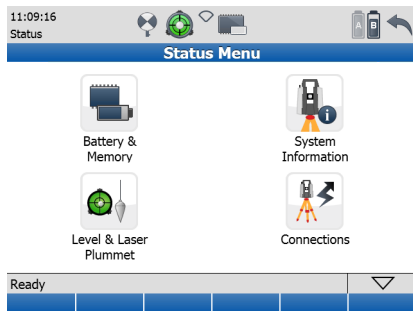 11:09:16
Status
A
B
Status Menu
Battery &
Memory
System
Information
Level & Laser
Plummet
Connections
Ready